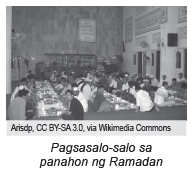 Arisdp, CC BY-SA 3.0, via Wikimedia Commons
Pagsasalo-salo sa
panahon ng Ramadan